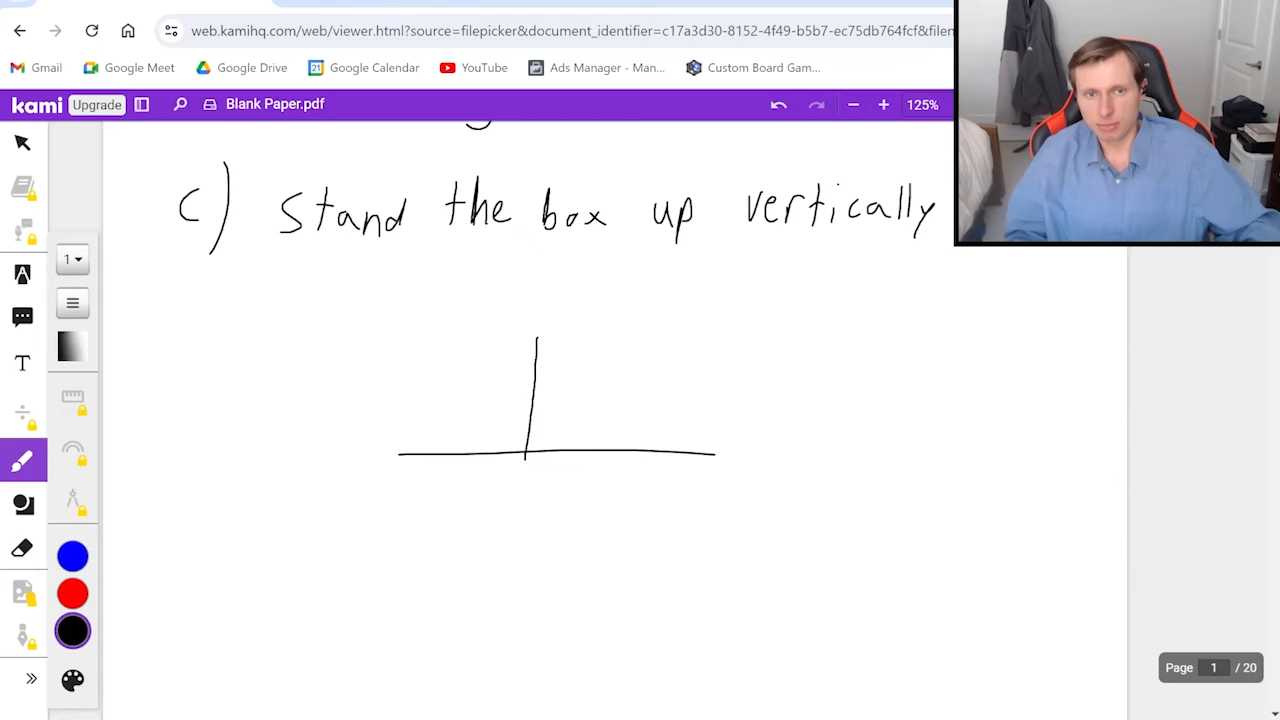 web.kamihq.com/web/viewer.html?source=filepicker&document_identifier=c17a3d30-8152-4f49-b5b7-ec75db764fcf&filen
Gmail Google Meet Google Drive 21 Google Calendar YouTube Ads Manager - Man... Custom Board Gam...
kami Upgrade Blank Paper.pdf 125%
c) Stand the box up vertically
1
A
T
Page 1 / 20